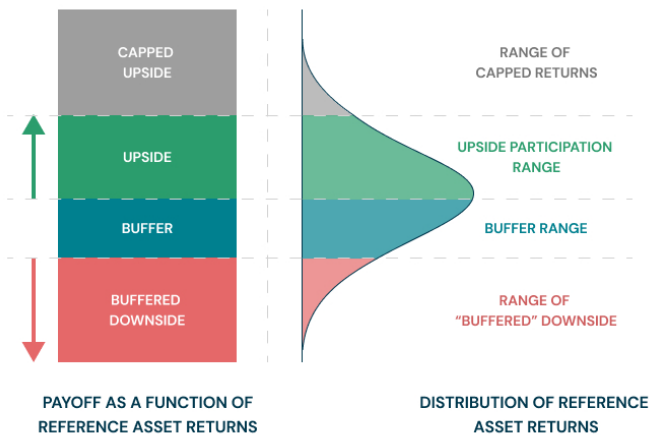 CAPPED
UPSIDE
RANGE OF
CAPPED RETURNS
UPSIDE
UPSIDE PARTICIPATION
RANGE
BUFFER
BUFFER RANGE
BUFFERED
DOWNSIDE
RANGE OF
“BUFFERED” DOWNSIDE
PAYOFF AS A FUNCTION OF
REFERENCE ASSET RETURNS
DISTRIBUTION OF REFERENCE
ASSET RETURNS